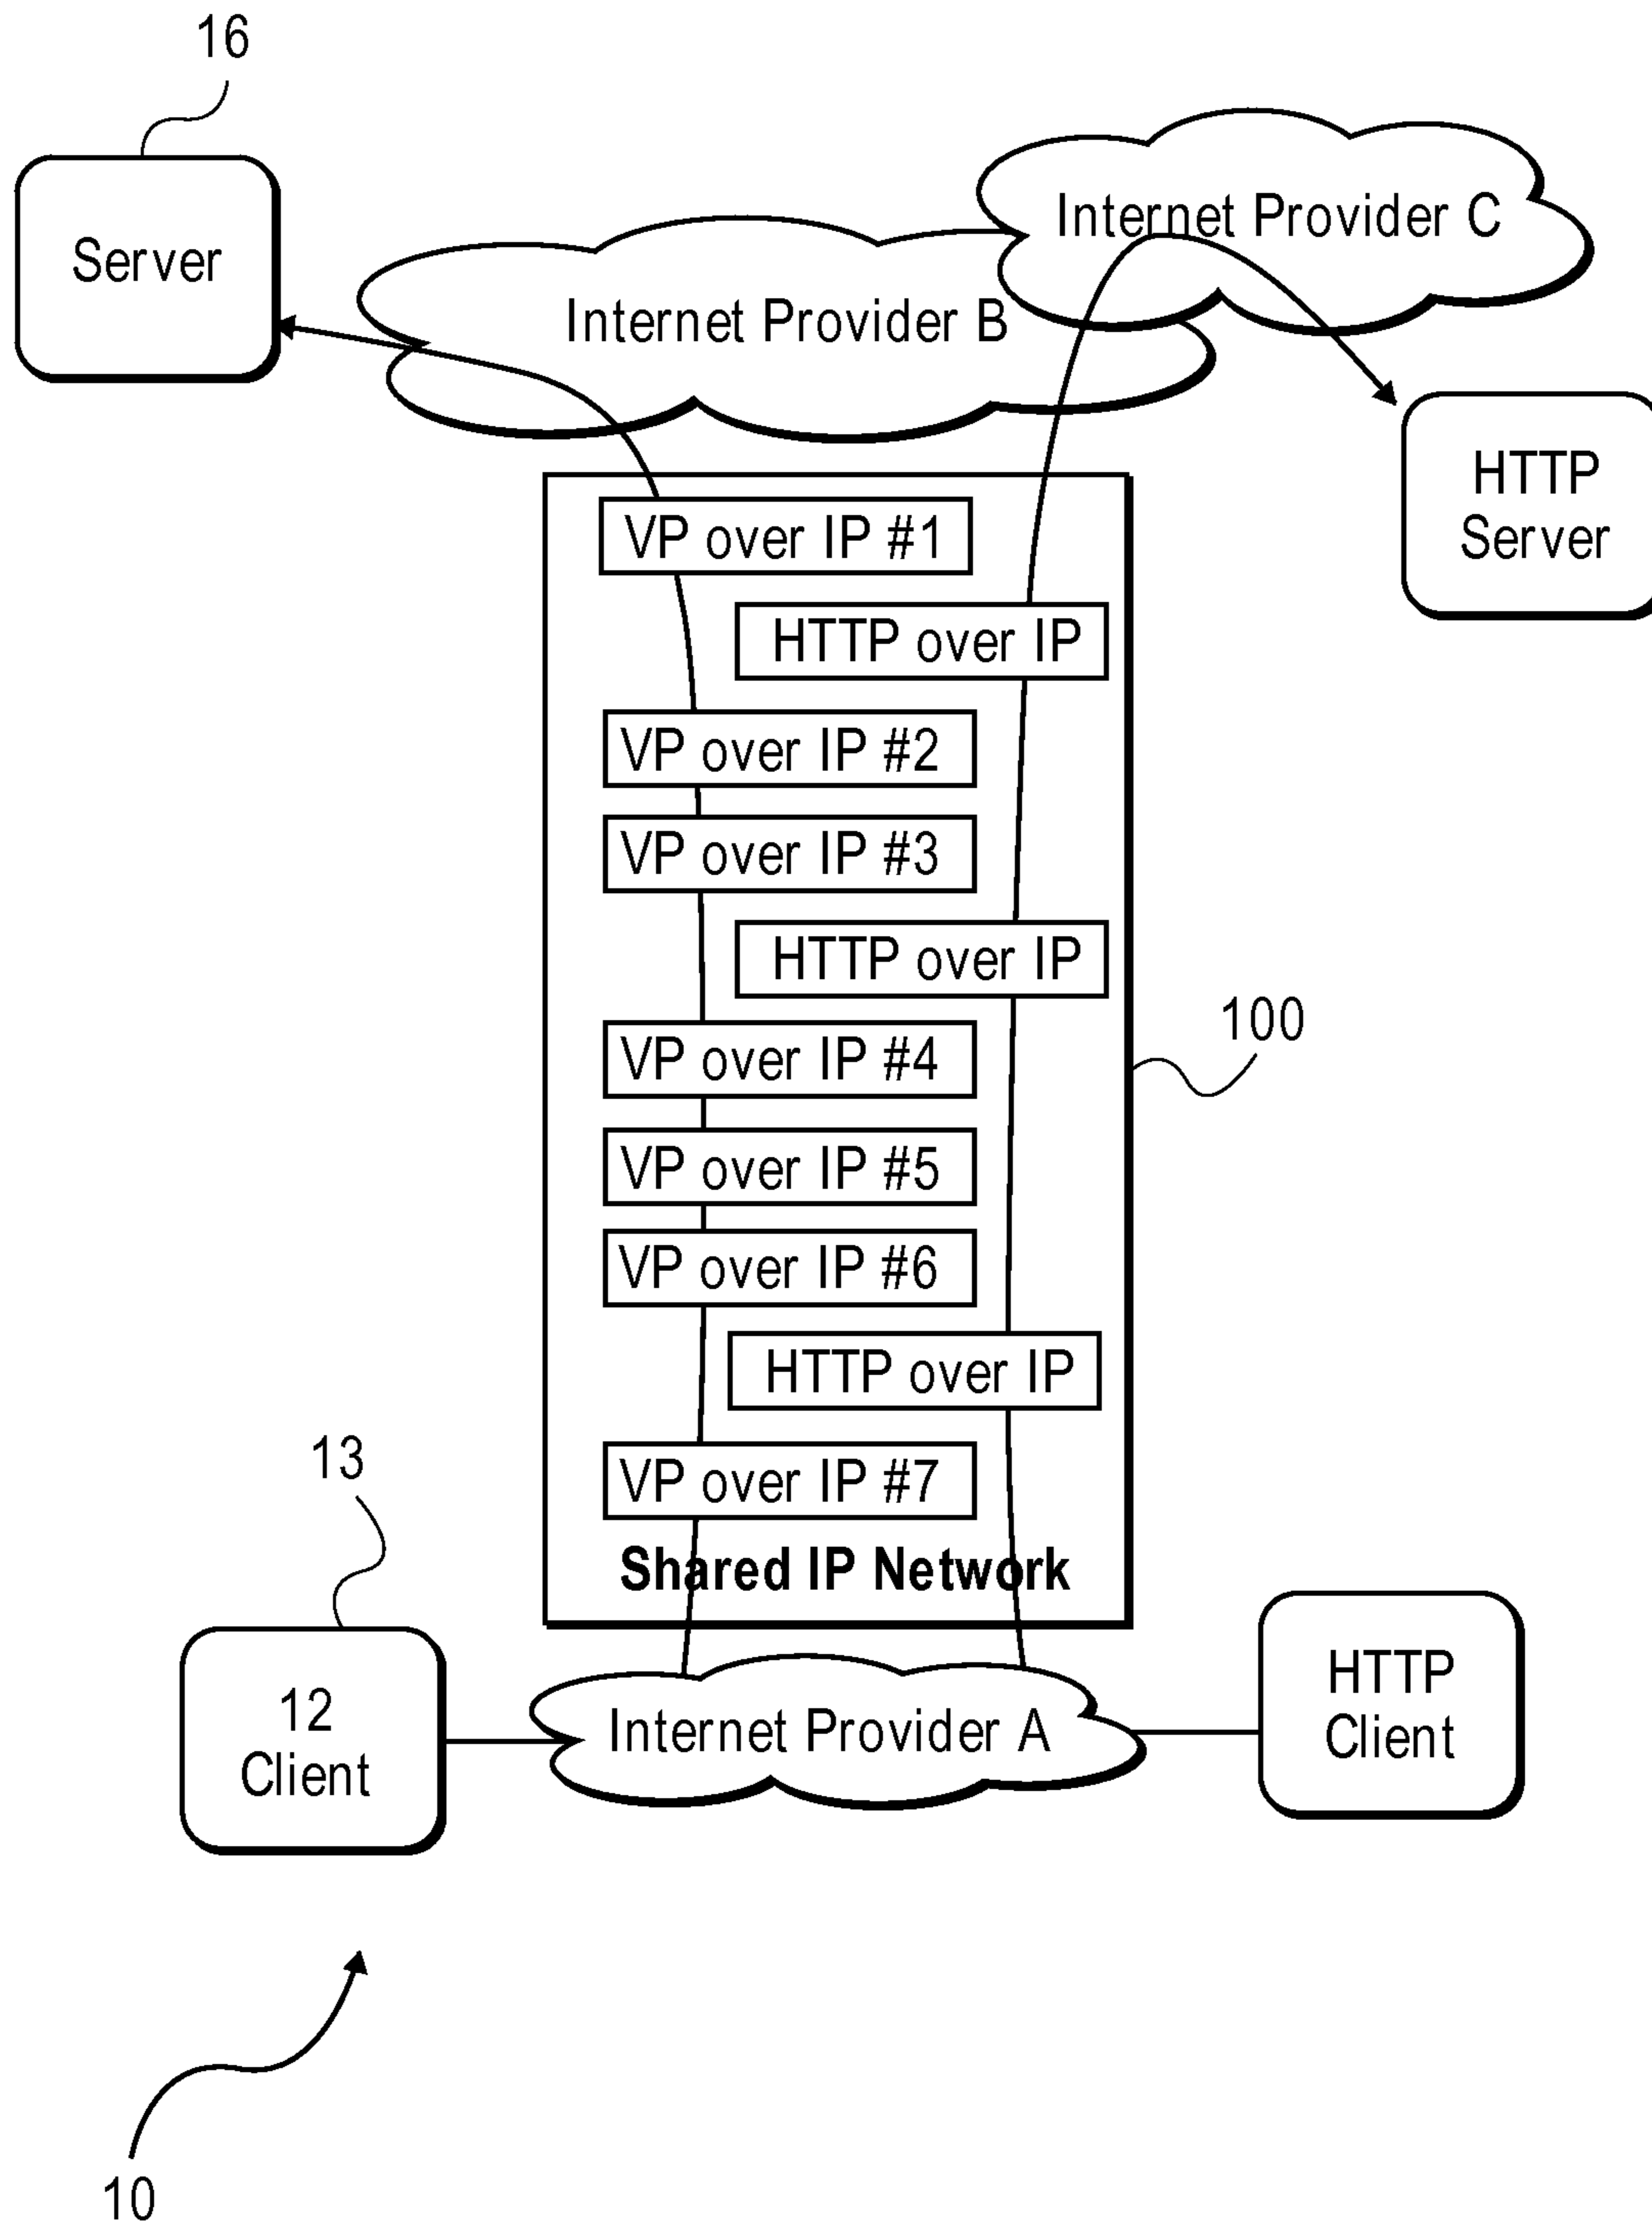 16
Server
Internet Provider C
Internet Provider B
HTTP
Server
VP over IP #1
HTTP over IP
VP over IP #2
VP over IP #3
HTTP over IP
100
VP over IP #4
VP over IP #5
VP over IP #6
HTTP over IP
13
VP over IP #7
Shared IP Network
12
Client
Internet Provider A
HTTP
Client
10